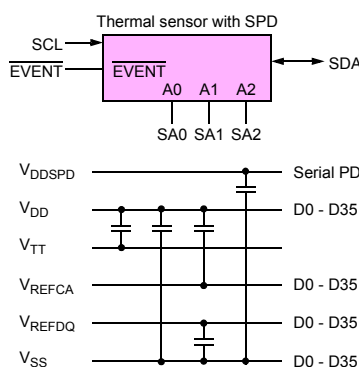 Thermal sensor with SPD
SCL
EVENT EVENT SDA
A0 A1 A2
SA0 SA1 SA2
VDDSPD Serial PD
VDD D0 - D35
VTT
VREFCA D0 - D35
VREFDQ D0 - D35
VSS D0 - D35